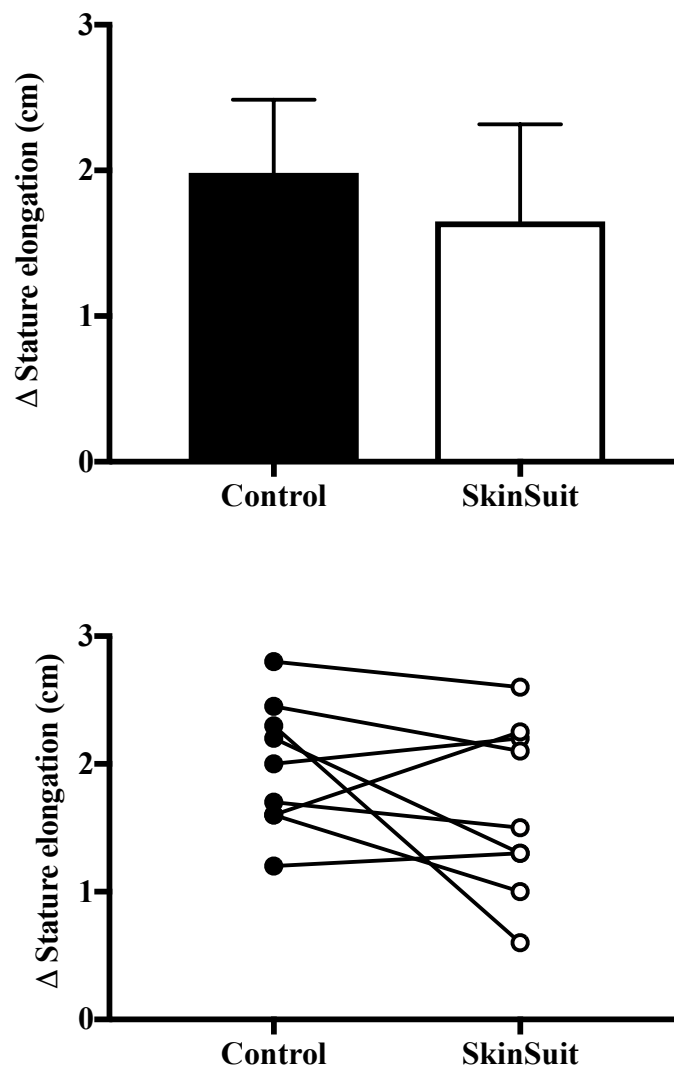 Δ Stature elongation (cm)
3
2
1
0
Control SkinSuit
Δ Stature elongation (cm)
3
2
1
0
Control SkinSuit